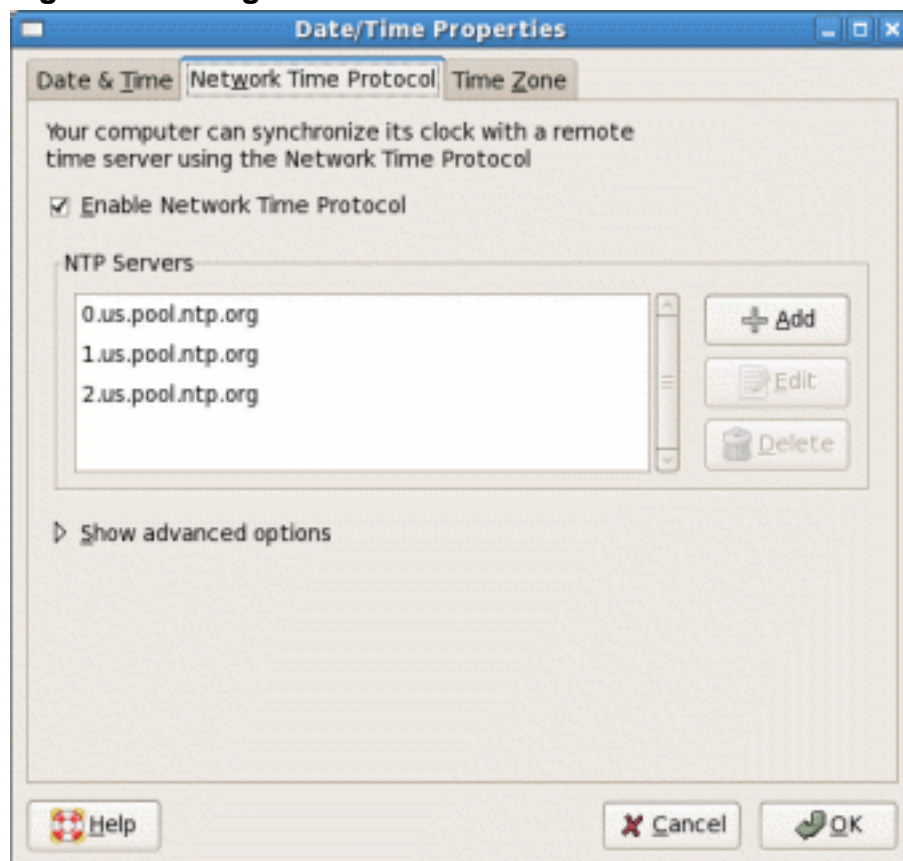 Date/Time Properties
Date & Time Network Time Protocol Time Zone
Your computer can synchronize its clock with a remote
time server using the Network Time Protocol
Enable Network Time Protocol
NTP Servers
0.us.pool.ntp.org
1.us.pool.ntp.org
2.us.pool.ntp.org
Add
Edit
Delete
Show advanced options
Help Cancel OK